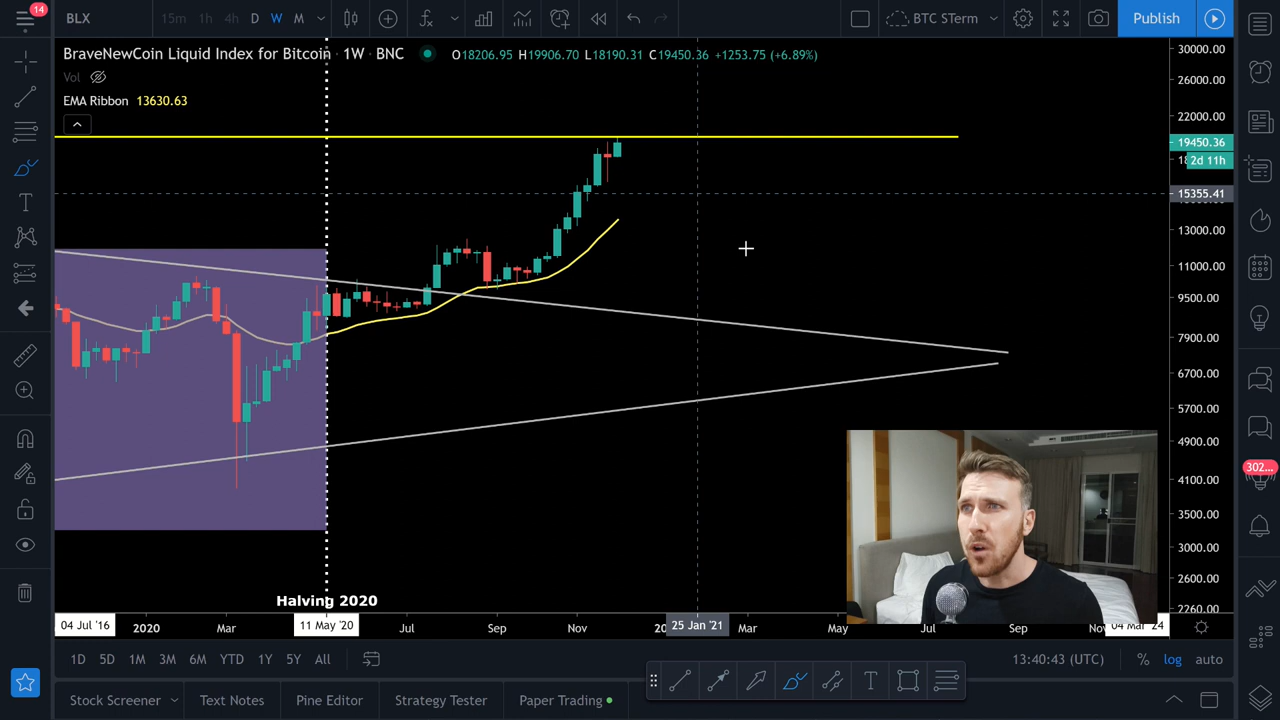 14
BLX
15m 1h 4h D W M
BTC STerm
Publish
BraveNewCoin Liquid Index for Bitcoin · 1W · BNC
O18206.95 H19906.70 L18190.31 C19450.36 +1253.75 (+6.89%)
Vol
EMA Ribbon 13630.63
30000.00
26000.00
22000.00
19450.36
2d 11h
15355.41
13000.00
11000.00
9500.00
7900.00
6700.00
5700.00
4900.00
4100.00
3500.00
3000.00
2600.00
2260.00
302...
Halving 2020
04 Jul '16 2020 Mar 11 May '20 Jul Sep Nov 25 Jan '21 Mar May Jul Sep 04 Mar '24
1D 5D 1M 3M 6M YTD 1Y 5Y All
13:40:43 (UTC) % log auto
Stock Screener Text Notes Pine Editor Strategy Tester Paper Trading